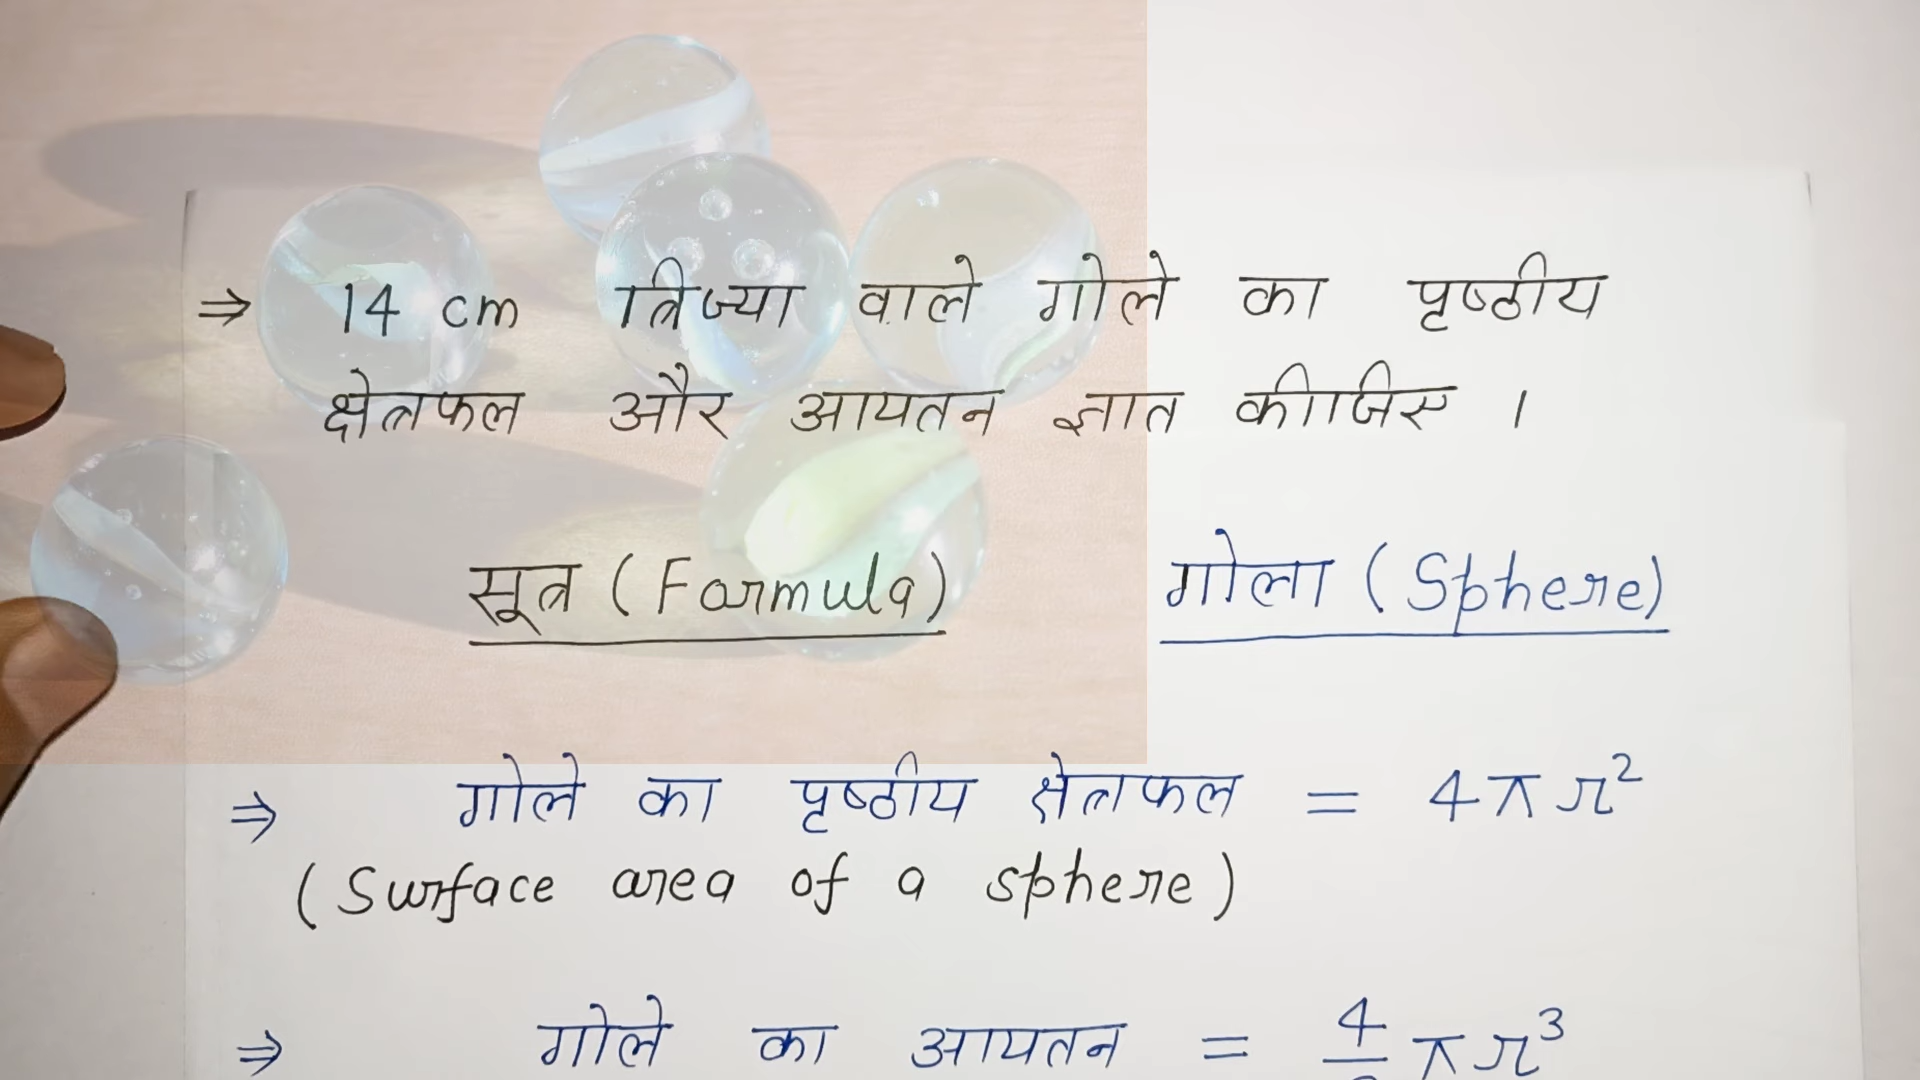 ⇒ 14 cm त्रिज्या वाले गोले का पृष्ठीय
क्षेत्रफल और आयतन ज्ञात कीजिए ।
सूत्र (Formula) गोला (Sphere)
⇒ गोले का पृष्ठीय क्षेत्रफल = 4πr²
(Surface area of a sphere)
⇒ गोले का आयतन = 4/3 πr³